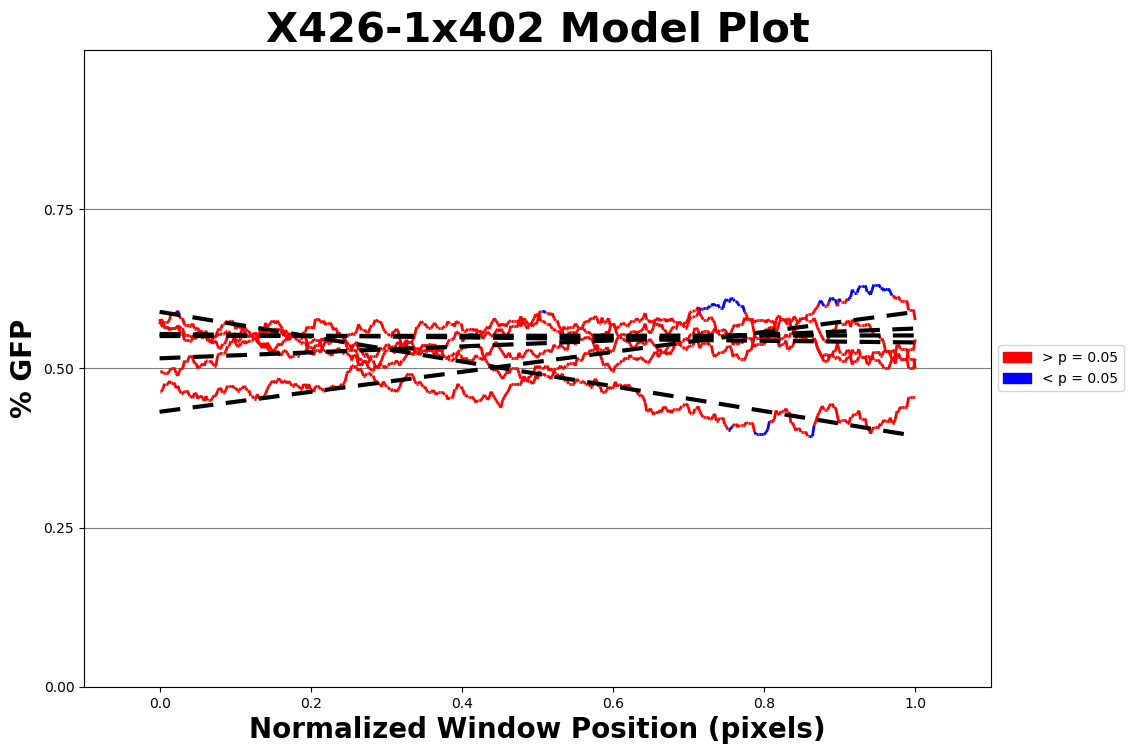 X426-1x402 Model Plot
% GFP
0.75
0.50
0.25
0.00
0.0 0.2 0.4 0.6 0.8 1.0
Normalized Window Position (pixels)
> p = 0.05
< p = 0.05